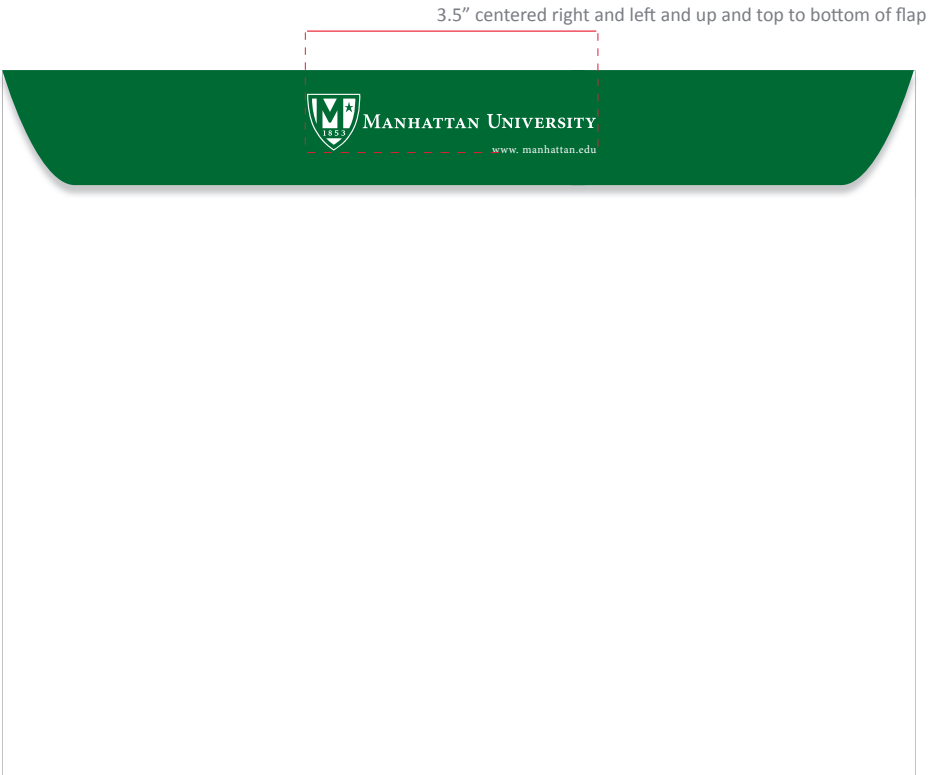 3.5” centered right and left and up and top to bottom of flap
M
1853
MANHATTAN UNIVERSITY
www. manhattan.edu